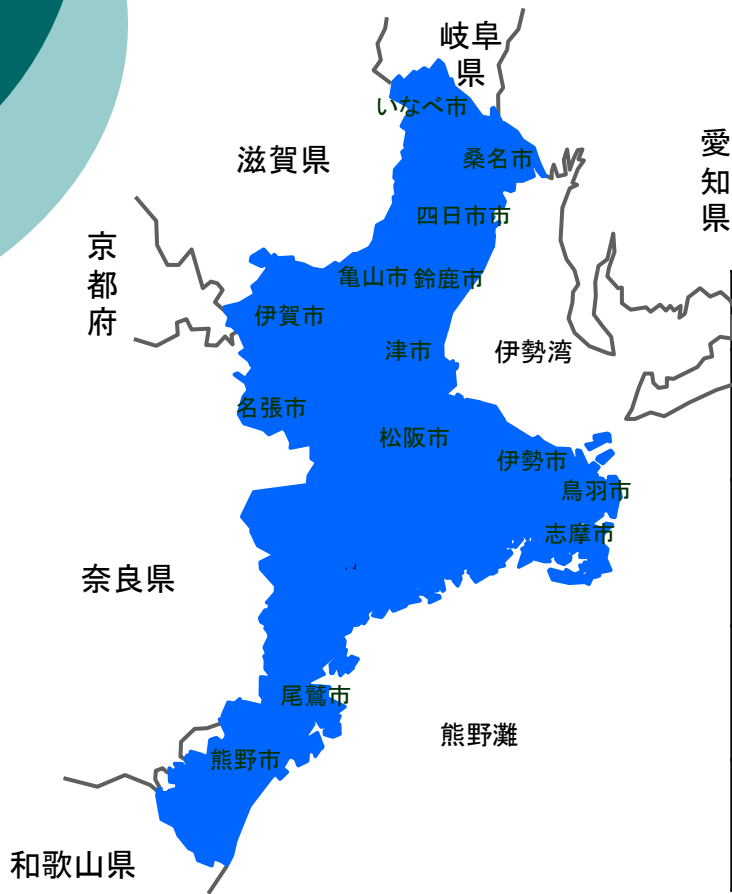 岐阜
県
いなべ市
滋賀県
桑名市
愛
知
県
四日市市
京
都
府
亀山市
鈴鹿市
伊賀市
津市
伊勢湾
名張市
松阪市
伊勢市
鳥羽市
志摩市
奈良県
尾鷲市
熊野灘
熊野市
和歌山県